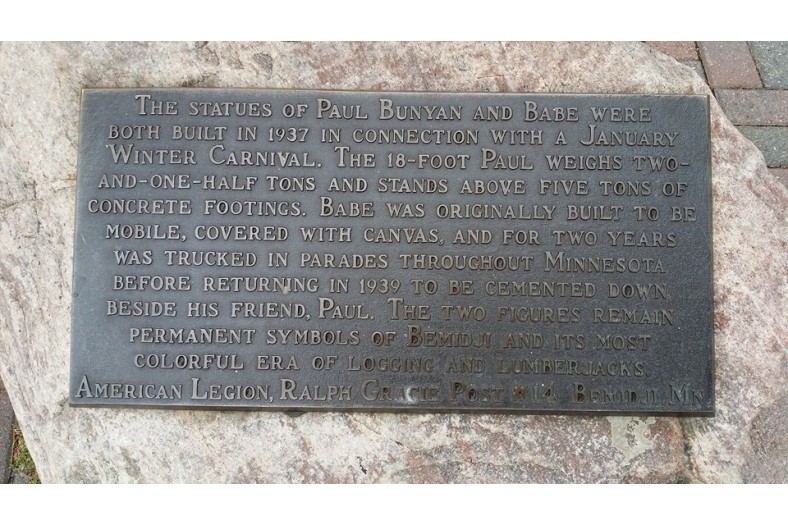 The statues of Paul Bunyan and Babe were
both built in 1937 in connection with a January
Winter Carnival. The 18-foot Paul weighs two-
and-one-half tons and stands above five tons of
concrete footings. Babe was originally built to be
mobile, covered with canvas, and for two years
was trucked in parades throughout Minnesota
before returning in 1939 to be cemented down
beside his friend, Paul. The two figures remain
permanent symbols of Bemidji and its most
colorful era of logging and lumberjacks.
American Legion, Ralph Gracie Post #14 Bemidji, Mn